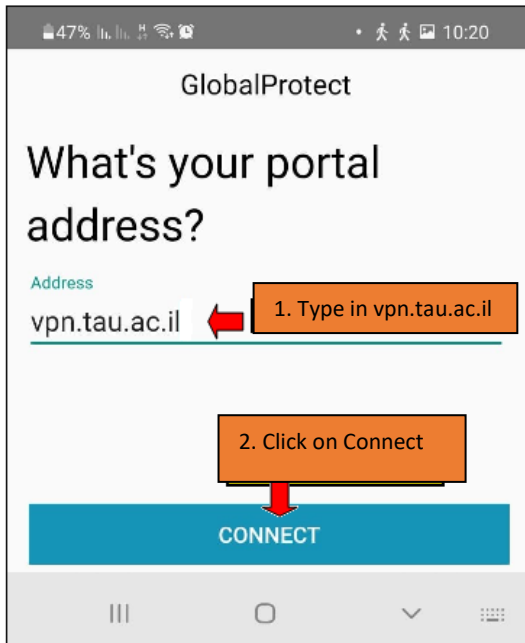 47% 10:20
GlobalProtect
What's your portal
address?
Address
vpn.tau.ac.il
1. Type in vpn.tau.ac.il
2. Click on Connect
CONNECT